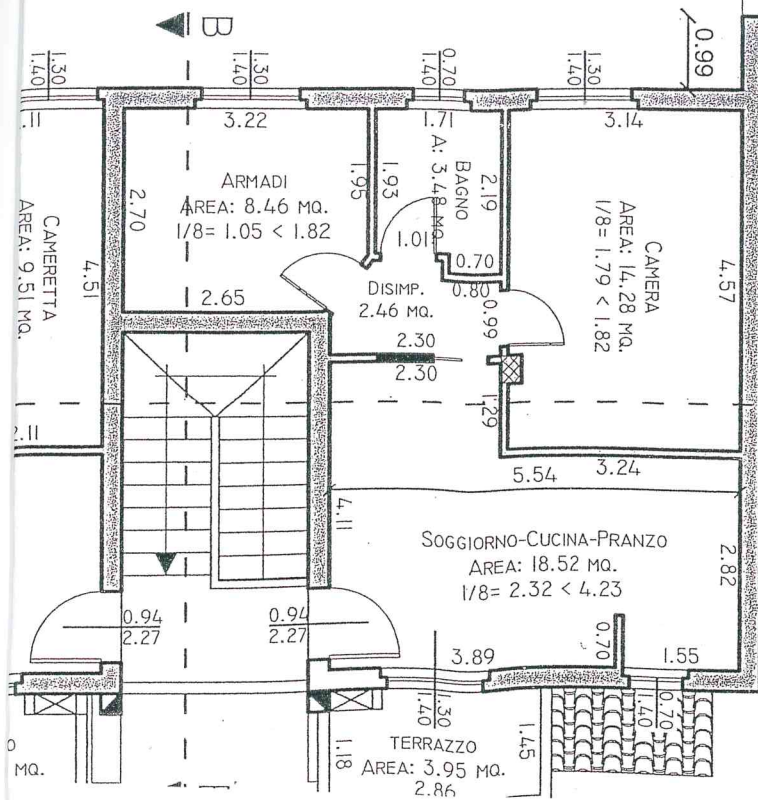 B
0.99
1.30
1.40
1.30
1.40
0.70
1.40
1.30
1.40
.11
3.22
1.71
3.14
ARMADI
AREA: 8.46 MQ.
1/8= 1.05 < 1.82
2.70
1.95
1.93
BAGNO
A: 3.48 MQ
2.19
1.01
0.70
0.80
CAMERETTA
AREA: 9.51 MQ.
4.51
CAMERA
AREA: 14.28 MQ.
1/8= 1.79 < 1.82
4.57
2.65
DISIMP.
2.46 MQ.
0.99
2.30
2.30
1.29
2.11
5.54
3.24
4.11
SOGGIORNO-CUCINA-PRANZO
AREA: 18.52 MQ.
1/8= 2.32 < 4.23
2.82
0.94
2.27
0.94
2.27
3.89
0.70
1.55
1.30
1.40
0.70
1.40
TERRAZZO
AREA: 3.95 MQ.
2.86
1.18
1.45
O
MQ.